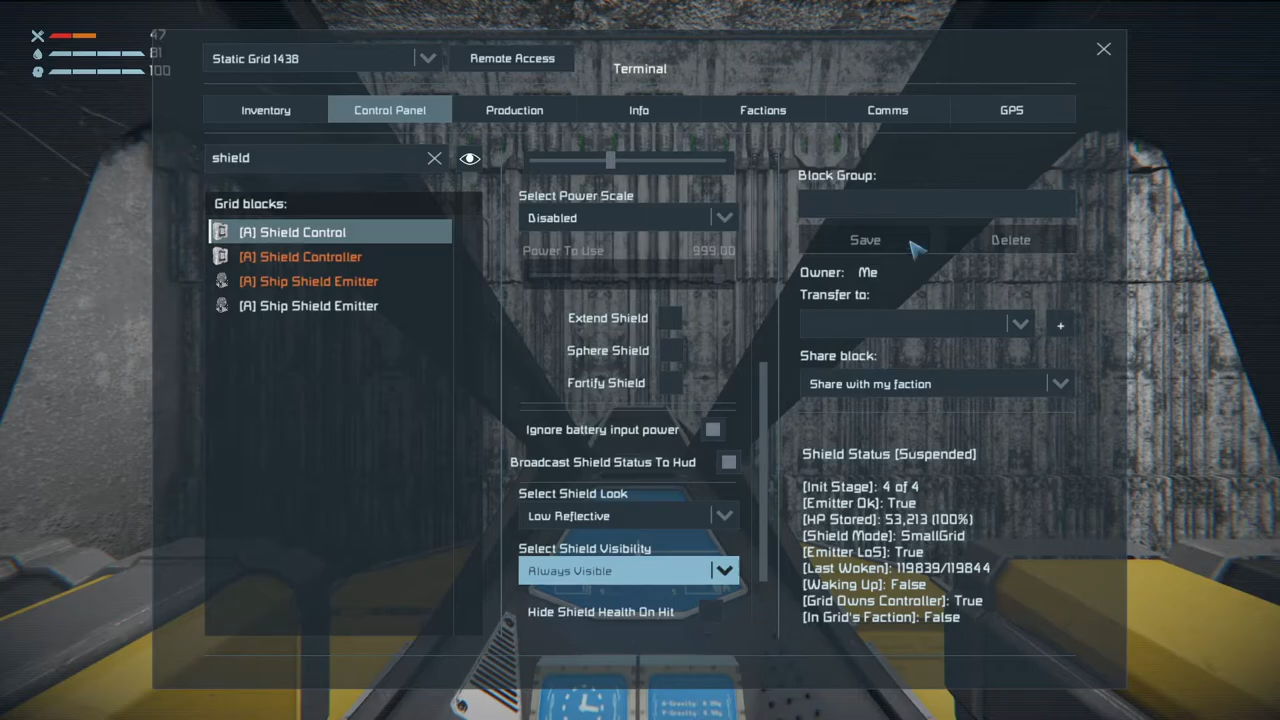 47
81
100
Static Grid 1438
Remote Access
Terminal
Inventory
Control Panel
Production
Info
Factions
Comms
GPS
shield
Grid blocks:
[A] Shield Control
[A] Shield Controller
[A] Ship Shield Emitter
[A] Ship Shield Emitter
Select Power Scale
Disabled
Power To Use 999.00
Extend Shield
Sphere Shield
Fortify Shield
Ignore battery input power
Broadcast Shield Status To Hud
Select Shield Look
Low Reflective
Select Shield Visibility
Always Visible
Hide Shield Health On Hit
Block Group:
Save
Delete
Owner: Me
Transfer to:
+
Share block:
Share with my faction
Shield Status [Suspended]
[Init Stage]: 4 of 4
[Emitter Ok]: True
[HP Stored]: 53,213 (100%)
[Shield Mode]: SmallGrid
[Emitter LoS]: True
[Last Woken]: 119839/119844
[Waking Up]: False
[Grid Owns Controller]: True
[In Grid's Faction]: False